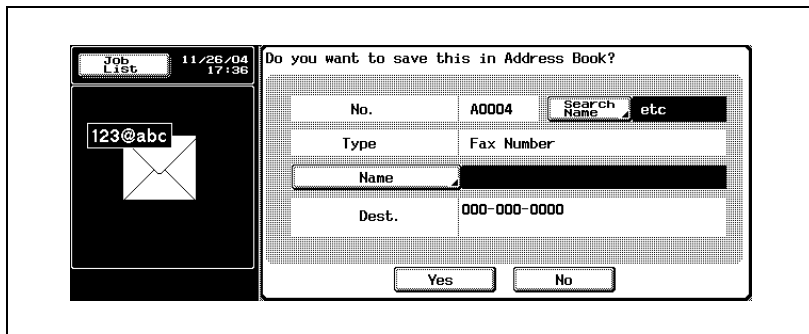 Job List
11/26/04
17:36
123@abc
Do you want to save this in Address Book?
No.
A0004
Search Name
etc
Type
Fax Number
Name
Dest.
000-000-0000
Yes
No